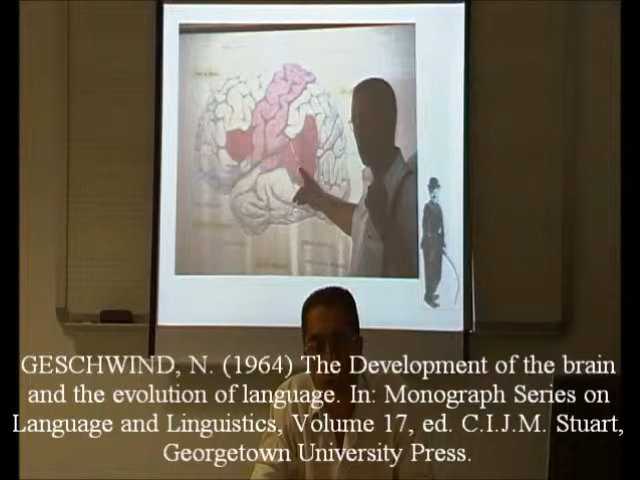 GESCHWIND, N. (1964) The Development of the brain
and the evolution of language. In: Monograph Series on
Language and Linguistics, Volume 17, ed. C.I.J.M. Stuart,
Georgetown University Press.